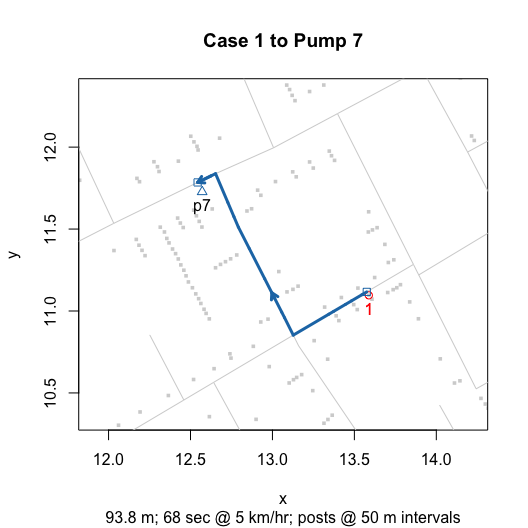 Case 1 to Pump 7
12.0
11.5
11.0
10.5
y
p7
1
12.0 12.5 13.0 13.5 14.0
x
93.8 m; 68 sec @ 5 km/hr; posts @ 50 m intervals